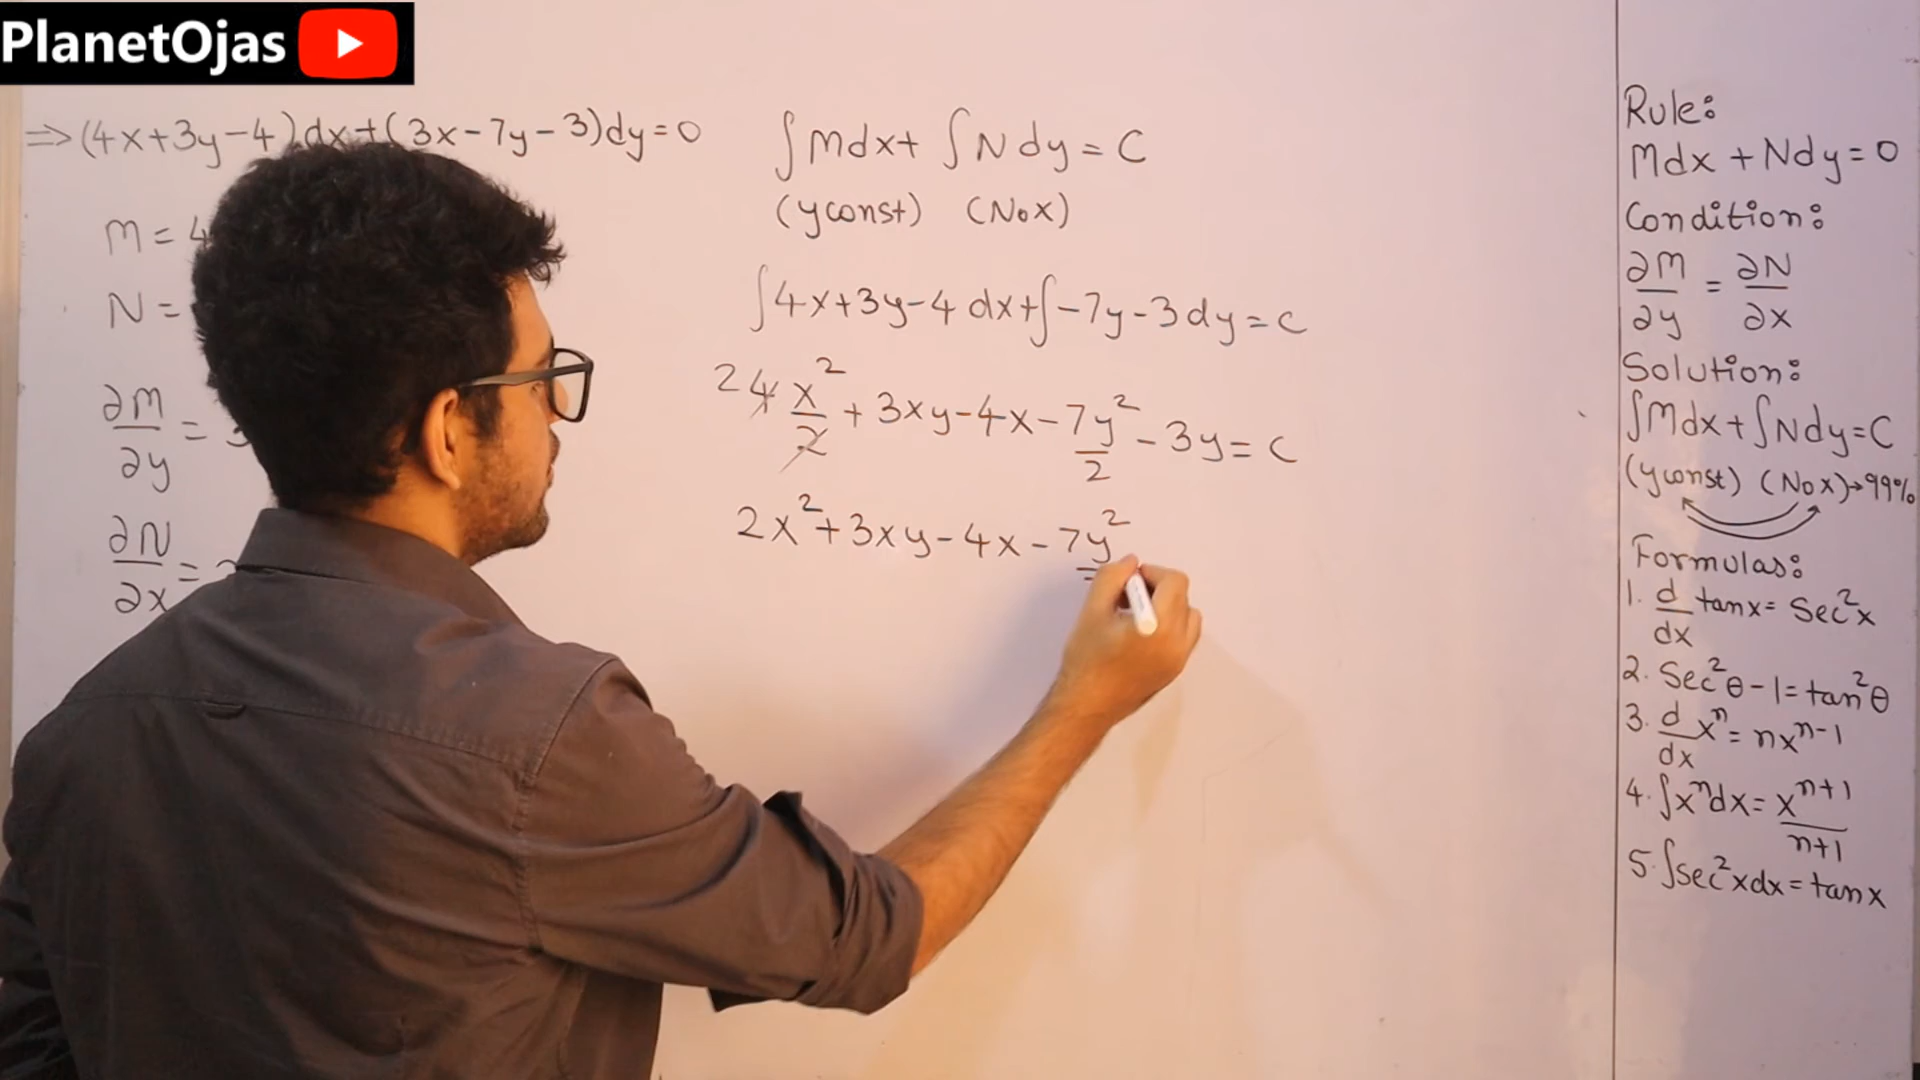 PlanetOjas
=> (4x+3y-4)dx+(3x-7y-3)dy=0
M = 4
N =
∂M/∂y = 3
∂N/∂x =
∫Mdx+ ∫Ndy = C
(yconst) (No x)
∫4x+3y-4 dx+∫-7y-3dy=c
2 4 x²/2 + 3xy-4x-7y²/2 -3y= c
2x²+3xy-4x-7y²
Rule:
Mdx +Ndy=0
Condition:
∂M/∂y = ∂N/∂x
Solution:
∫Mdx+∫Ndy=C
(yconst) (No x)→99%
Formulas:
1. d/dx tanx= Sec²x
2. Sec²θ-1=tan²θ
3. d/dx xⁿ= nxⁿ⁻¹
4. ∫xⁿdx= xⁿ⁺¹/n+1
5. ∫sec²xdx=tanx